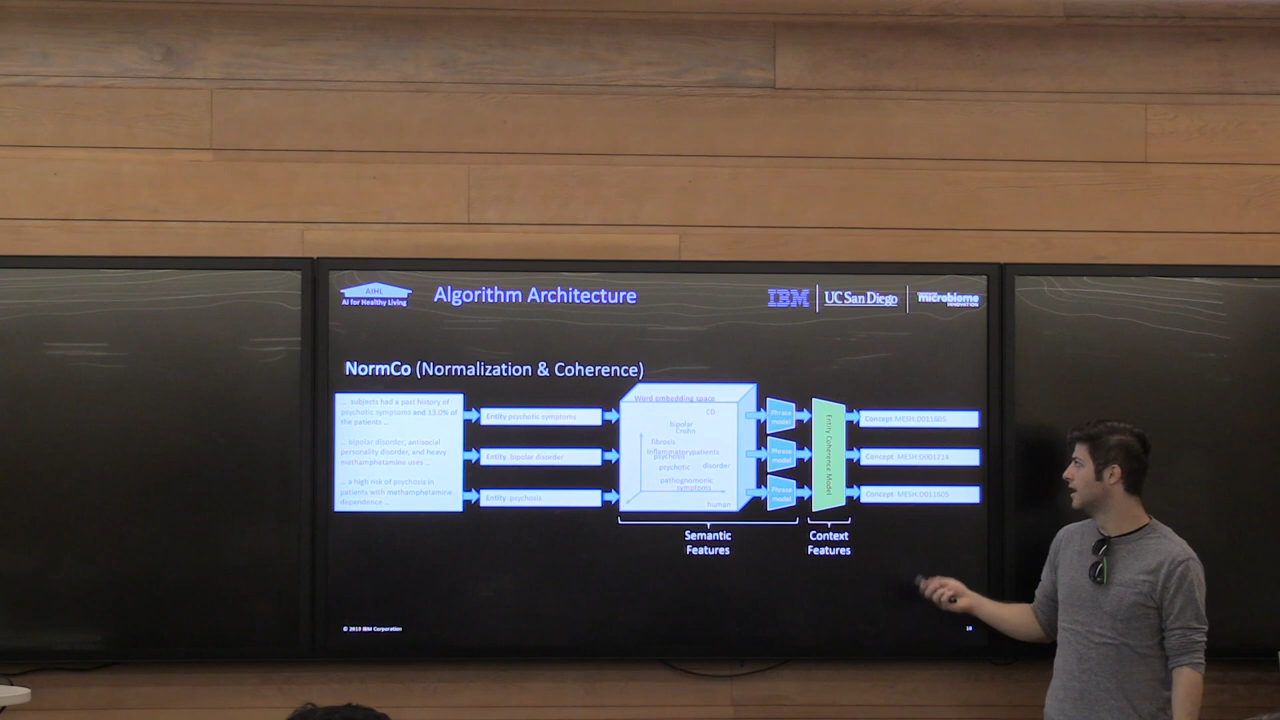 AIHL
AI for Healthy Living
Algorithm Architecture
IBM
UC San Diego
microbiome
INNOVATION
NormCo (Normalization & Coherence)
... subjects had a past history of
psychotic symptoms and 13.0% of
the patients ...
... bipolar disorder, antisocial
personality disorder, and heavy
methamphetamine uses ...
... a high risk of psychosis in
patients with methamphetamine
dependence ...
Entity psychotic symptoms
Entity bipolar disorder
Entity psychosis
Word embedding space
CD
bipolar
Crohn
fibrosis
inflammatory patients
psychosis
psychotic
disorder
pathognomonic
symptoms
human
Phrase
model
Phrase
model
Phrase
model
Entity Coherence Model
Concept MESH:D011605
Concept MESH:D001714
Concept MESH:D011605
Semantic
Features
Context
Features
© 2019 IBM Corporation
16